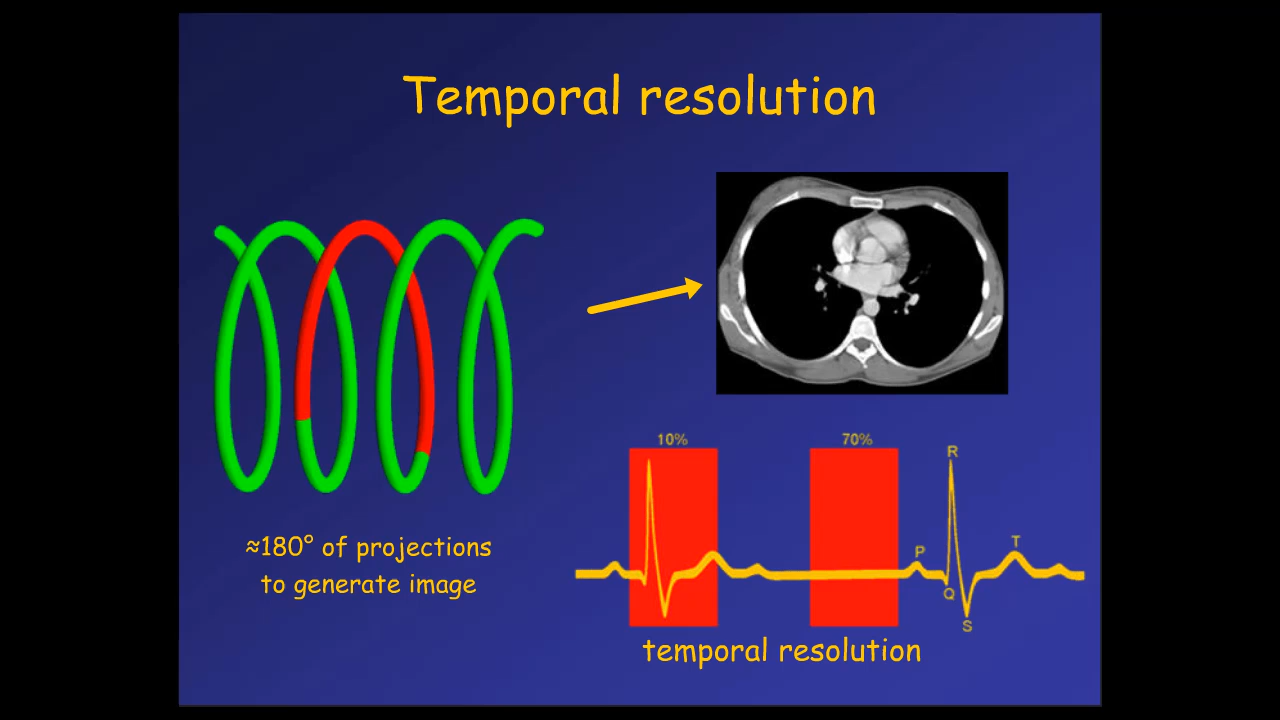 Temporal resolution
≈180° of projections
to generate image
10%
70%
R
P
T
Q
S
temporal resolution